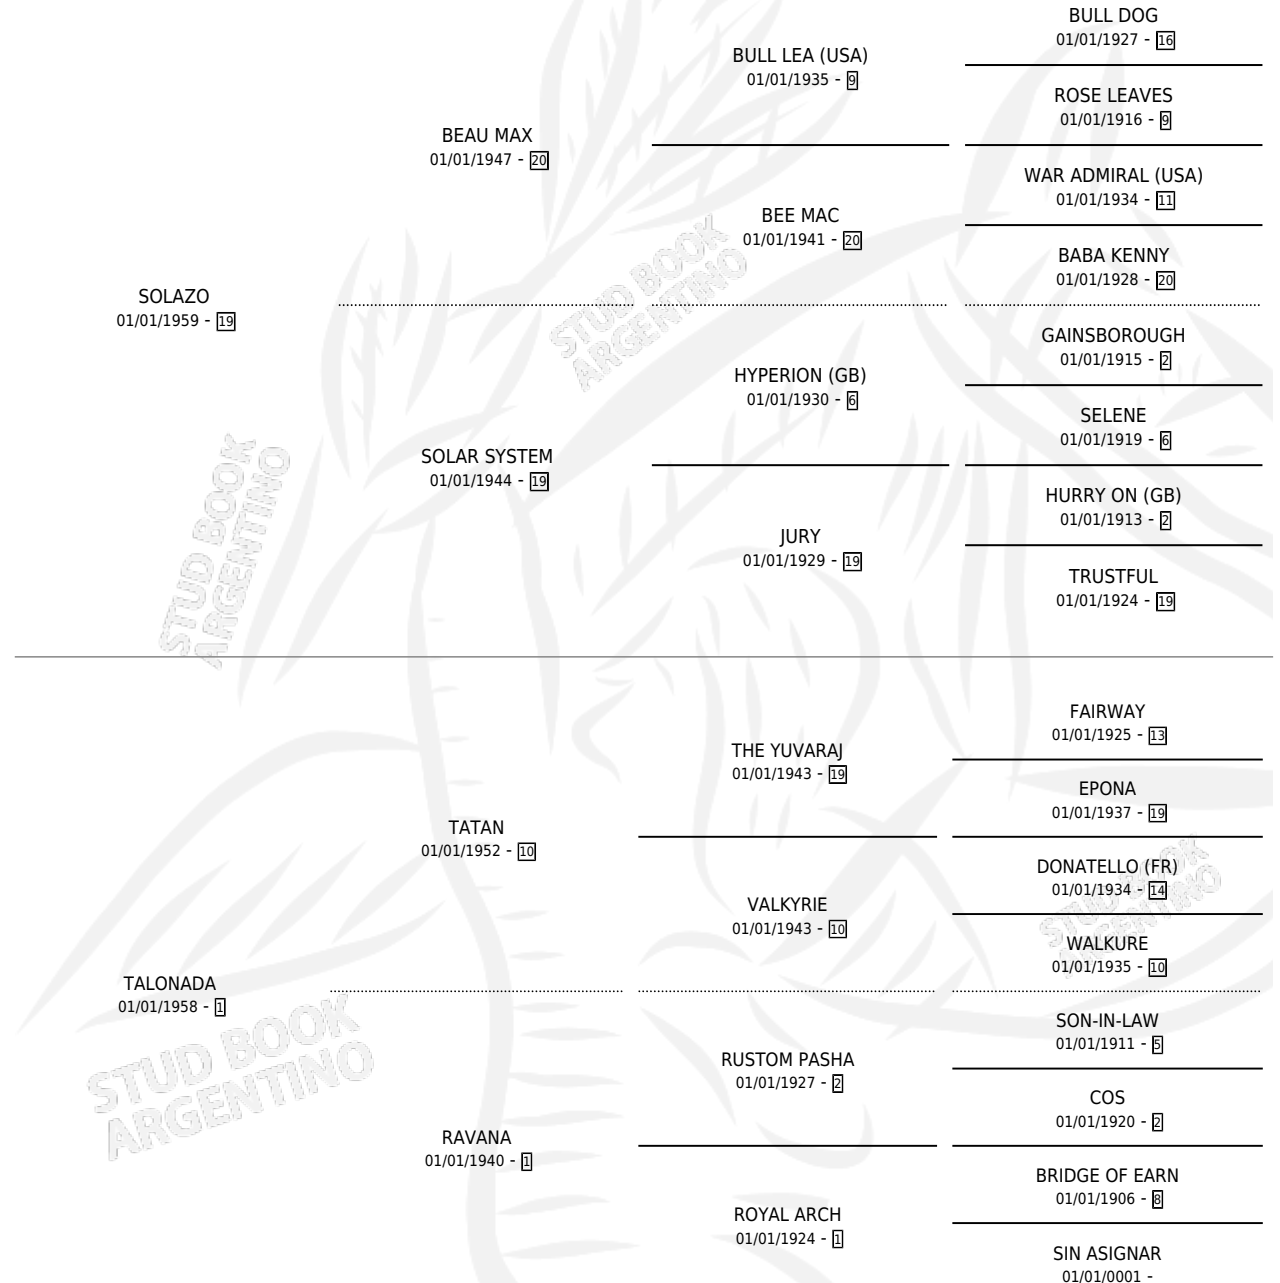 BULL DOG
01/01/1927 - 16
BULL LEA (USA)
01/01/1935 - 9
ROSE LEAVES
01/01/1916 - 9
BEAU MAX
01/01/1947 - 20
WAR ADMIRAL (USA)
01/01/1934 - 11
BEE MAC
01/01/1941 - 20
BABA KENNY
01/01/1928 - 20
SOLAZO
01/01/1959 - 19
STUD BOOK
ARGENTINO
GAINSBOROUGH
01/01/1915 - 2
HYPERION (GB)
01/01/1930 - 6
SELENE
01/01/1919 - 6
SOLAR SYSTEM
01/01/1944 - 19
HURRY ON (GB)
01/01/1913 - 2
JURY
01/01/1929 - 19
TRUSTFUL
01/01/1924 - 19
STUD BOOK
ARGENTINO
FAIRWAY
01/01/1925 - 13
THE YUVARAJ
01/01/1943 - 19
EPONA
01/01/1937 - 19
TATAN
01/01/1952 - 10
DONATELLO (FR)
01/01/1934 - 14
VALKYRIE
01/01/1943 - 10
WALKURE
01/01/1935 - 10
STUD BOOK
ARGENTINO
TALONADA
01/01/1958 - 1
SON-IN-LAW
01/01/1911 - 5
RUSTOM PASHA
01/01/1927 - 2
COS
01/01/1920 - 2
STUD BOOK
ARGENTINO
RAVANA
01/01/1940 - 1
BRIDGE OF EARN
01/01/1906 - 8
ROYAL ARCH
01/01/1924 - 1
SIN ASIGNAR
01/01/0001 -